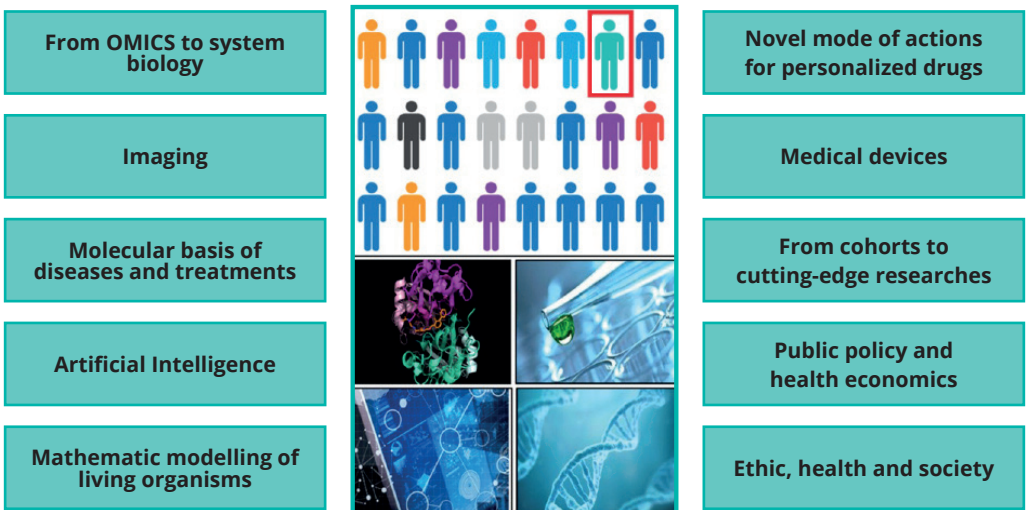 From OMICS to system
biology
Imaging
Molecular basis of
diseases and treatments
Artificial Intelligence
Mathematic modelling of
living organisms
Novel mode of actions
for personalized drugs
Medical devices
From cohorts to
cutting-edge researches
Public policy and
health economics
Ethic, health and society